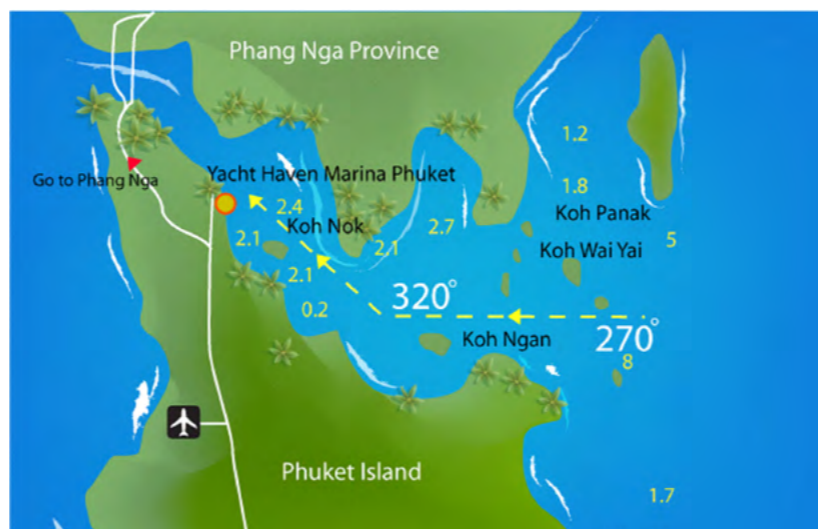 Phang Nga Province
1.2
Go to Phang Nga
Yacht Haven Marina Phuket
1.8
2.4
Koh Nok
2.7
Koh Panak
2.1
2.1
Koh Wai Yai
5
2.1
0.2
320°
Koh Ngan
270°
8
Phuket Island
1.7